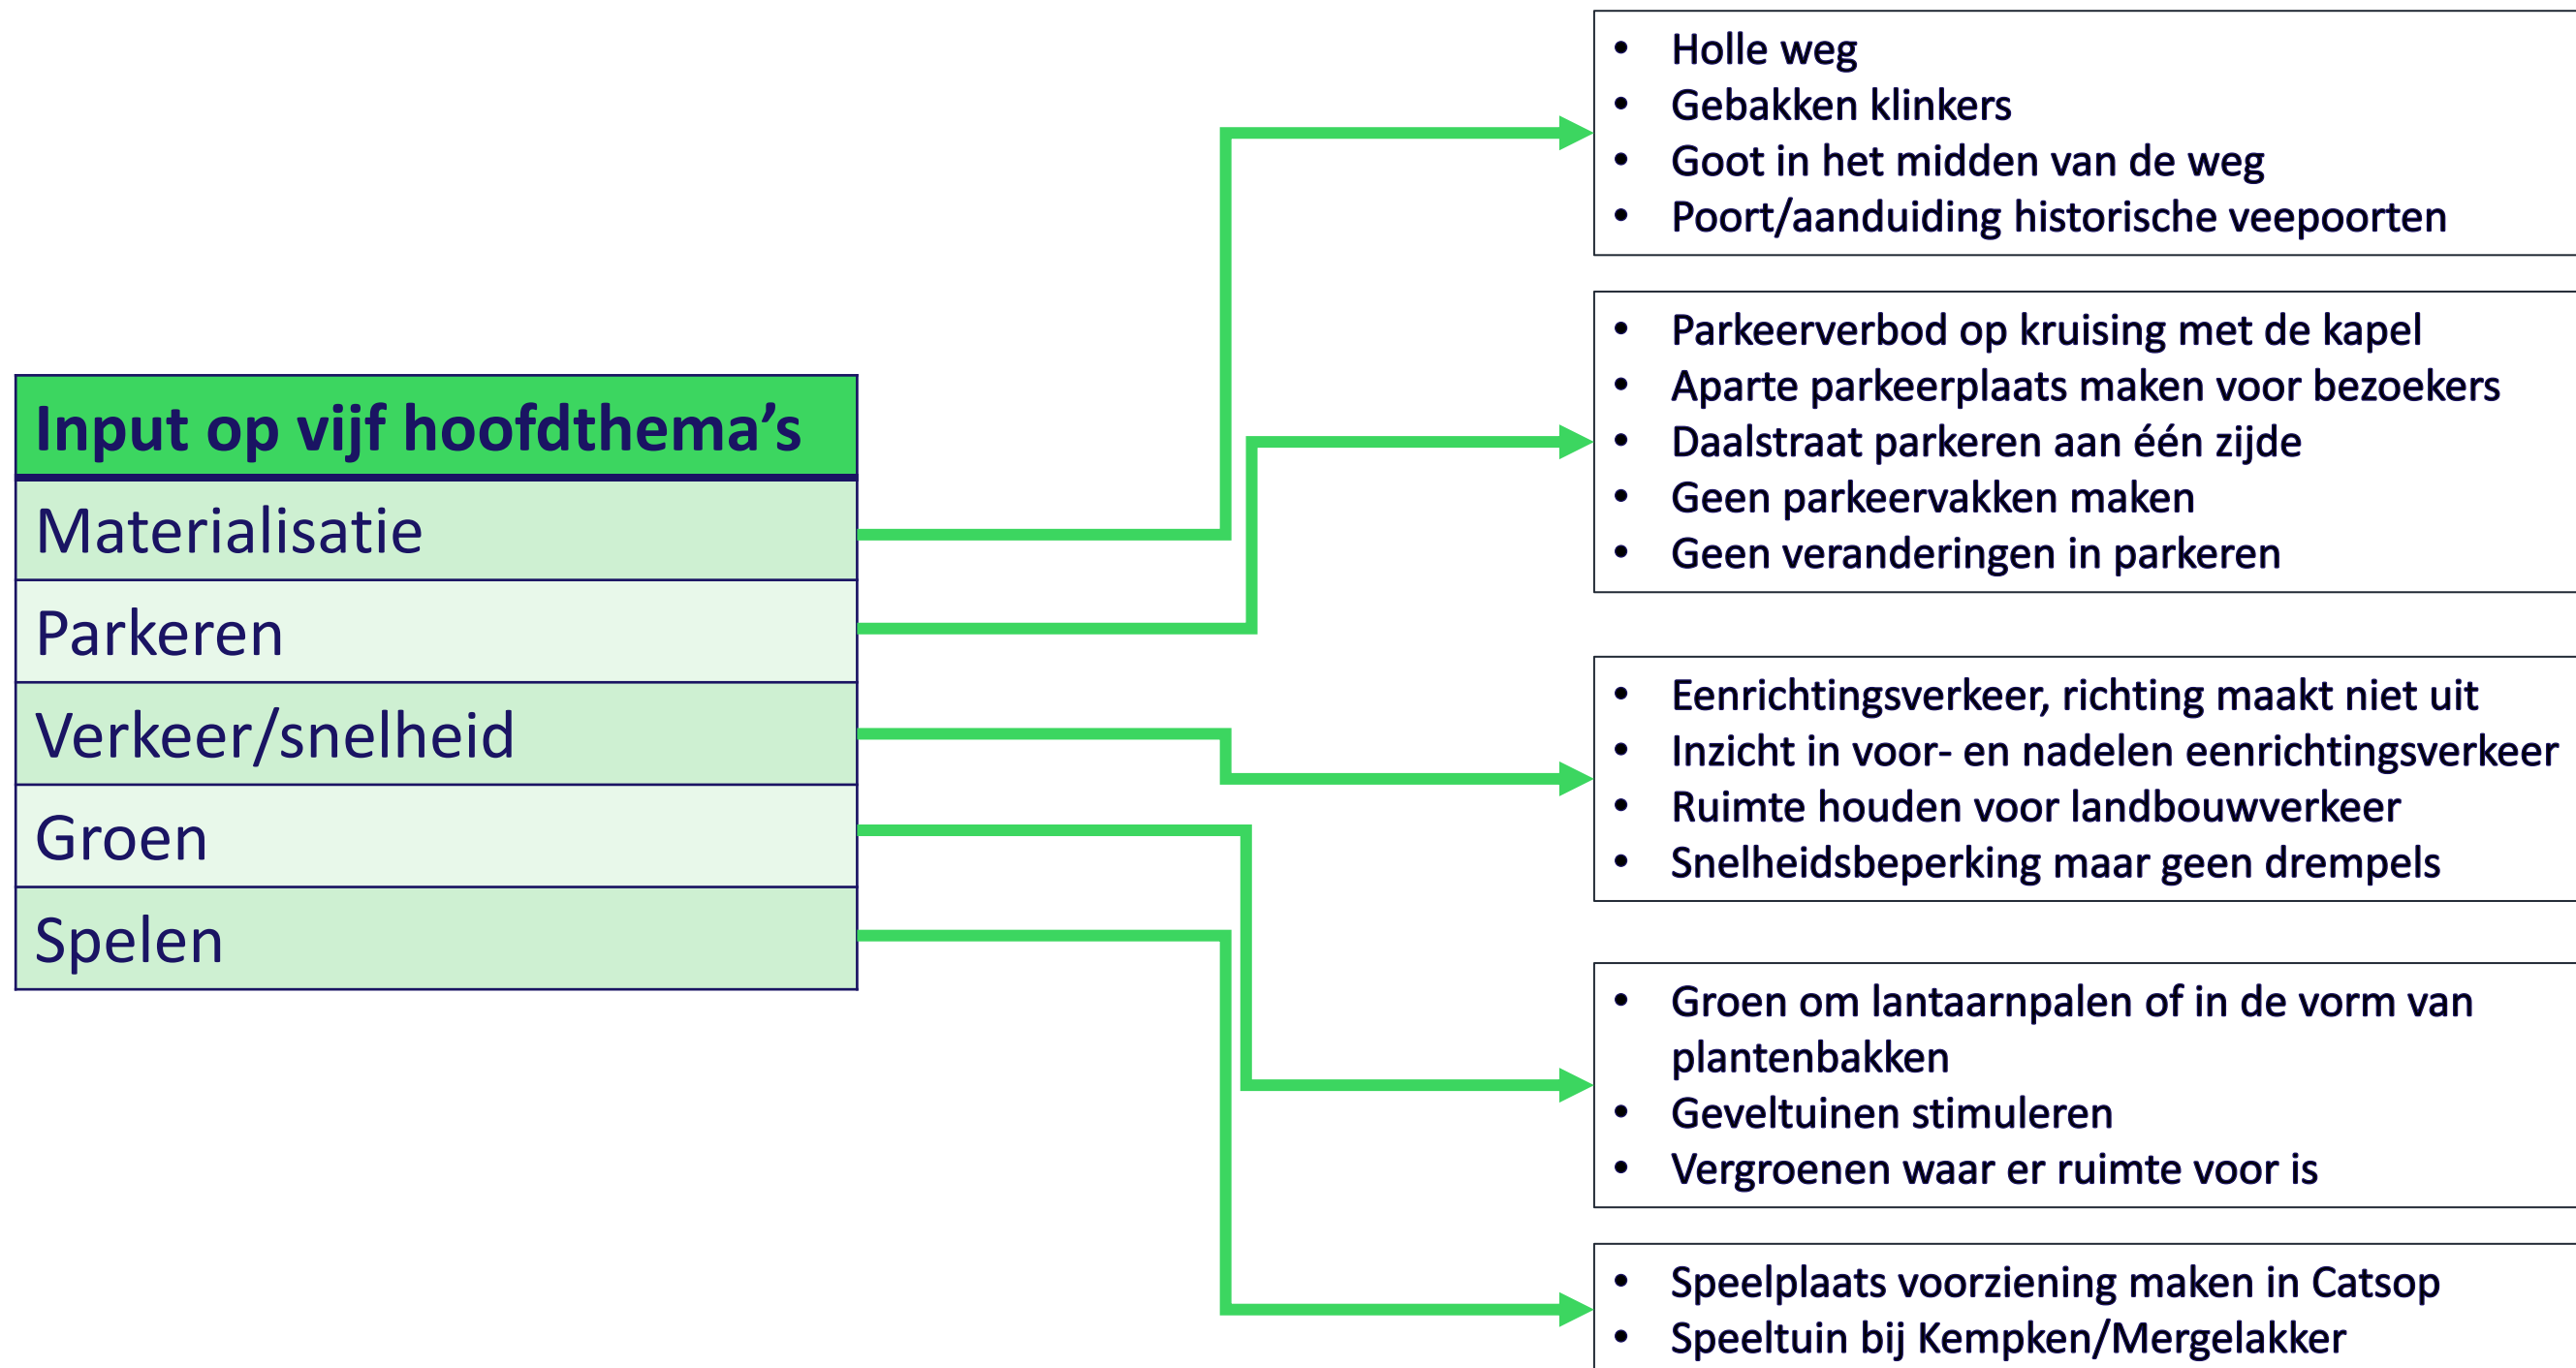 Input op vijf hoofdthema’s
Materialisatie
Parkeren
Verkeer/snelheid
Groen
Spelen
• Holle weg
• Gebakken klinkers
• Goot in het midden van de weg
• Poort/aanduiding historische veepoorten
• Parkeerverbod op kruising met de kapel
• Aparte parkeerplaats maken voor bezoekers
• Daalstraat parkeren aan één zijde
• Geen parkeervakken maken
• Geen veranderingen in parkeren
• Eenrichtingsverkeer, richting maakt niet uit
• Inzicht in voor- en nadelen eenrichtingsverkeer
• Ruimte houden voor landbouwverkeer
• Snelheidsbeperking maar geen drempels
• Groen om lantaarnpalen of in de vorm van
plantenbakken
• Geveltuinen stimuleren
• Vergroenen waar er ruimte voor is
• Speelplaats voorziening maken in Catsop
• Speeltuin bij Kempken/Mergelakker